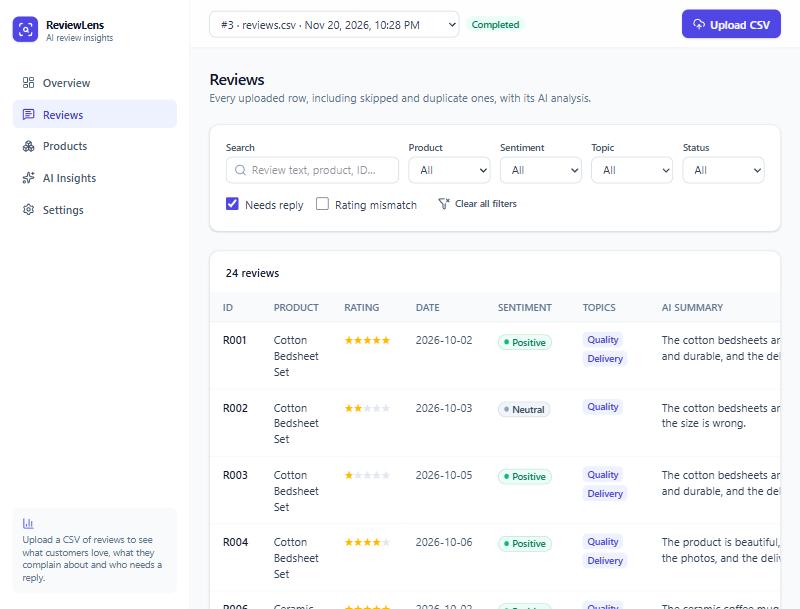 ReviewLens
AI review insights
Overview
Reviews
Products
AI Insights
Settings
Upload a CSV of reviews to see
what customers love, what they
complain about and who needs a
reply.
#3 · reviews.csv · Nov 20, 2026, 10:28 PM
Completed
Upload CSV
Reviews
Every uploaded row, including skipped and duplicate ones, with its AI analysis.
Search Product Sentiment Topic Status
Review text, product, ID... All All All All
Needs reply Rating mismatch Clear all filters
24 reviews
ID PRODUCT RATING DATE SENTIMENT TOPICS AI SUMMARY
R001 Cotton 2026-10-02 Positive Quality The cotton bedsheets
Bedsheet Delivery and durable, and the
Set
R002 Cotton 2026-10-03 Neutral Quality The cotton bedsheets
Bedsheet the size is wrong.
Set
R003 Cotton 2026-10-05 Positive Quality The cotton bedsheets
Bedsheet Delivery and durable, and the
Set
R004 Cotton 2026-10-06 Positive Quality The product is beautiful,
Bedsheet Delivery the photos, and the
Set